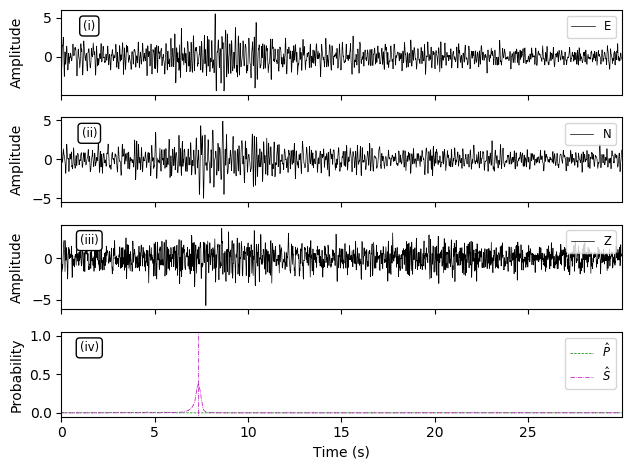 Amplitude
5
0
(i)
E
Amplitude
5
0
−5
(ii)
N
Amplitude
0
−5
(iii)
Z
Probability
1.0
0.5
0.0
(iv)
P̂
Ŝ
0 5 10 15 20 25
Time (s)